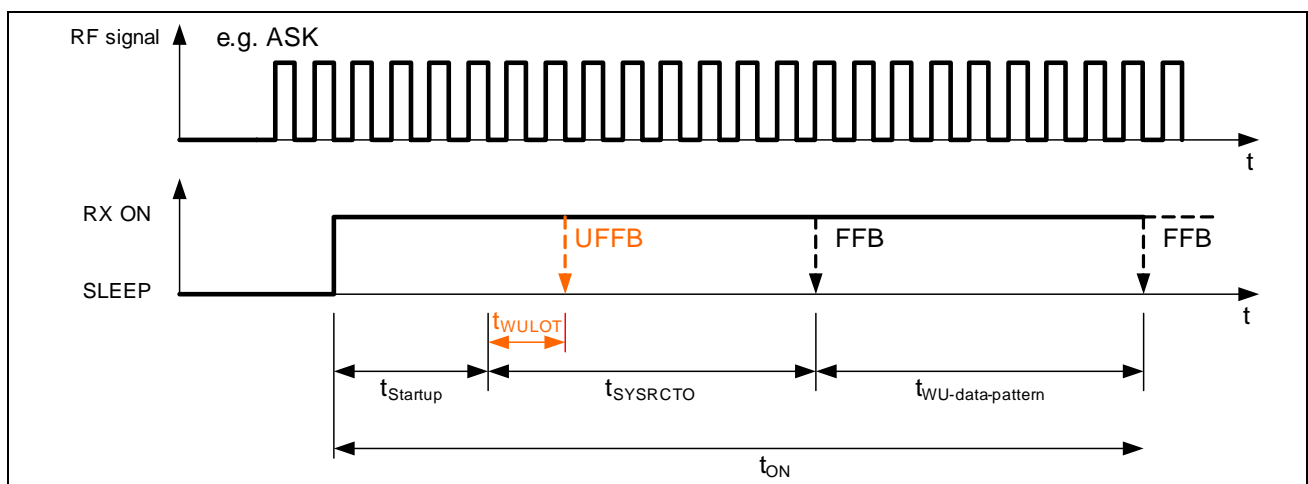 RF signal e.g. ASK
t
RX ON
UFFB FFB FFB
SLEEP
t
tWULOT
tStartup tSYSRCTO tWU-data-pattern
tON